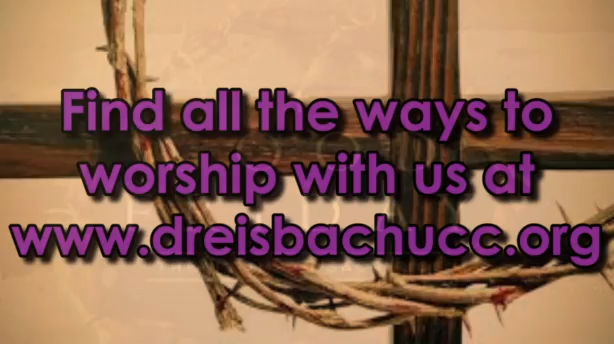 Find all the ways to
worship with us at
www.dreisbachucc.org